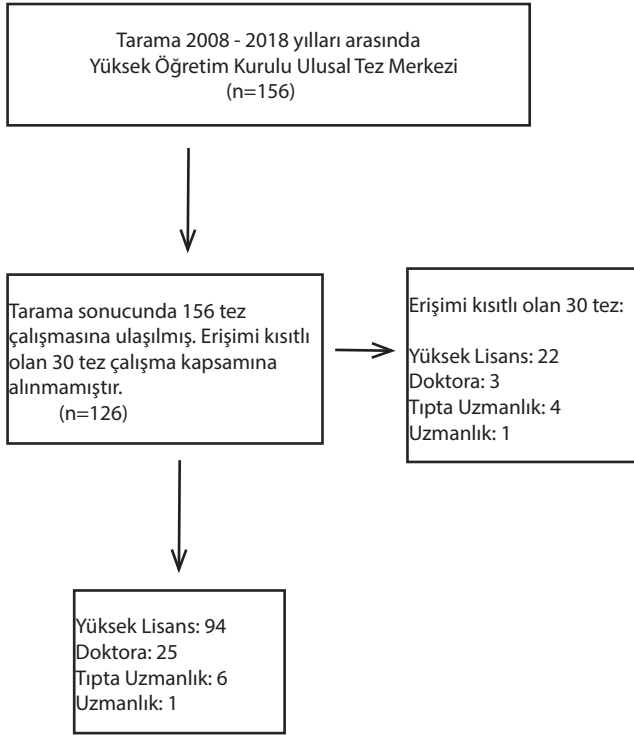 Tarama 2008 - 2018 yılları arasında
Yüksek Öğretim Kurulu Ulusal Tez Merkezi
(n=156)
Tarama sonucunda 156 tez
çalışmasına ulaşılmış. Erişimi kısıtlı
olan 30 tez çalışma kapsamına
alınmamıştır.
(n=126)
Erişimi kısıtlı olan 30 tez:
Yüksek Lisans: 22
Doktora: 3
Tıpta Uzmanlık: 4
Uzmanlık: 1
Yüksek Lisans: 94
Doktora: 25
Tıpta Uzmanlık: 6
Uzmanlık: 1